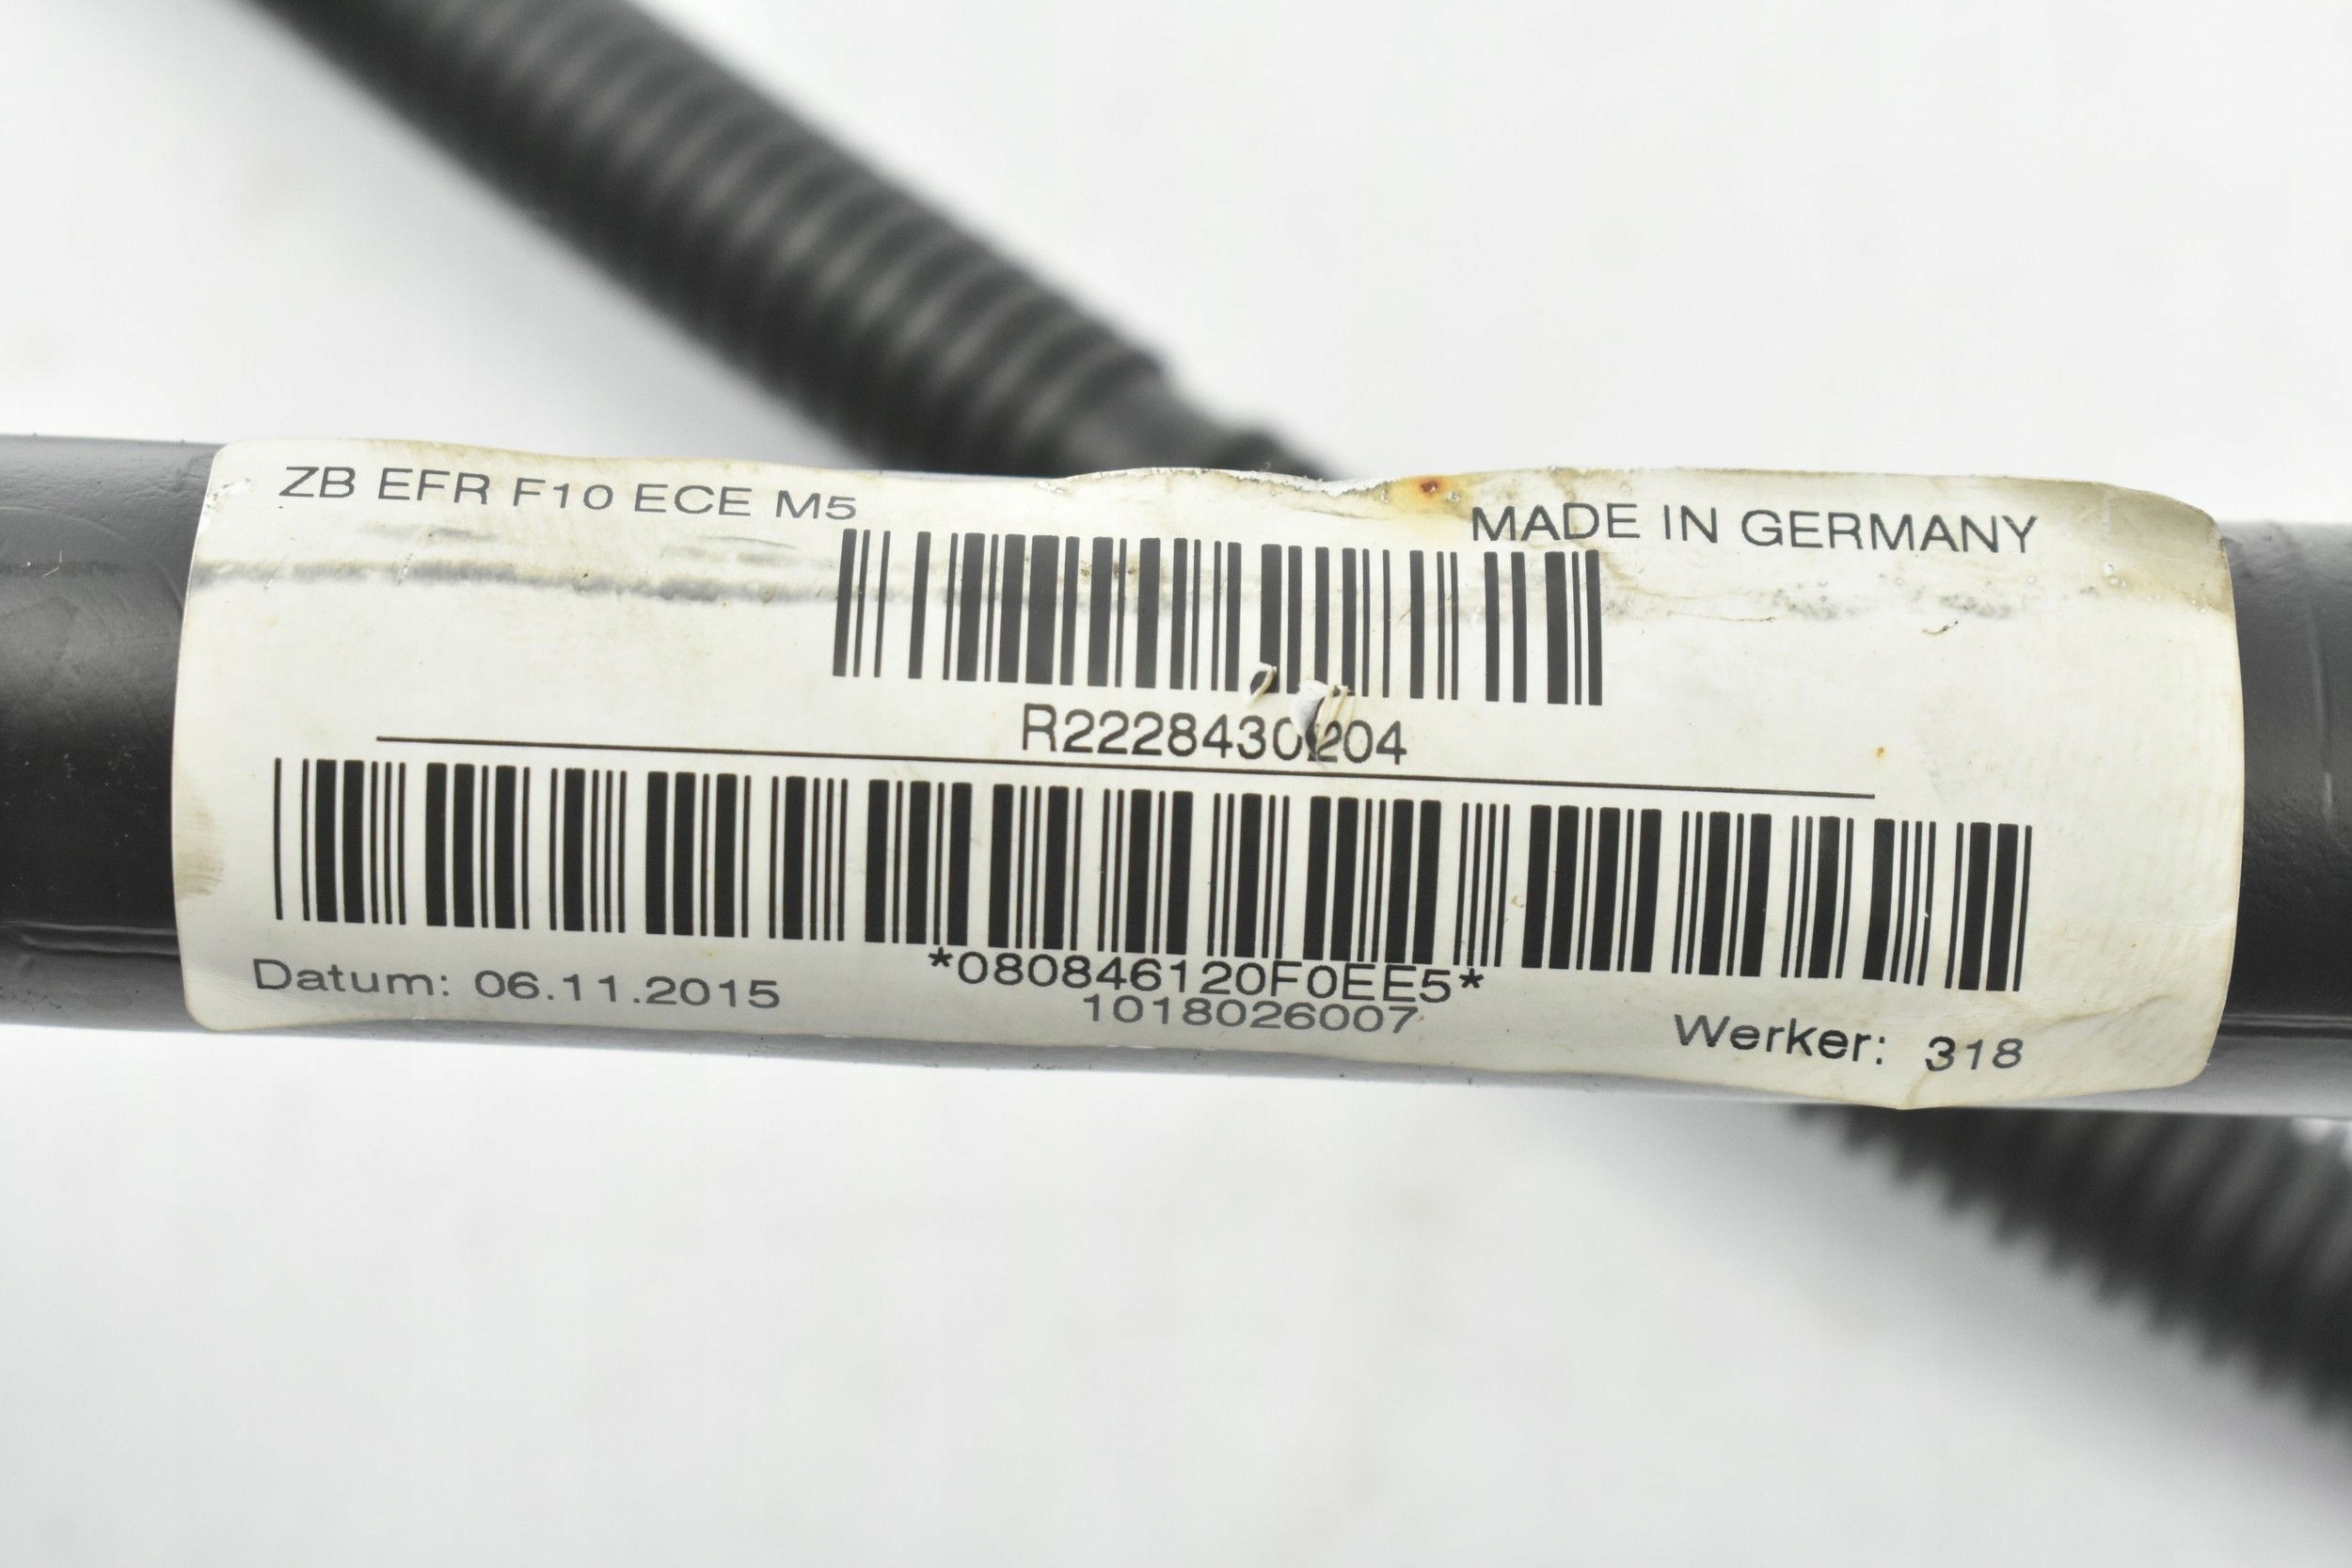 ZB EFR F10 ECE M5
MADE IN GERMANY
R2228430204
*080846120F0EE5*
Datum: 06.11.2015
1018026007
Werker: 318